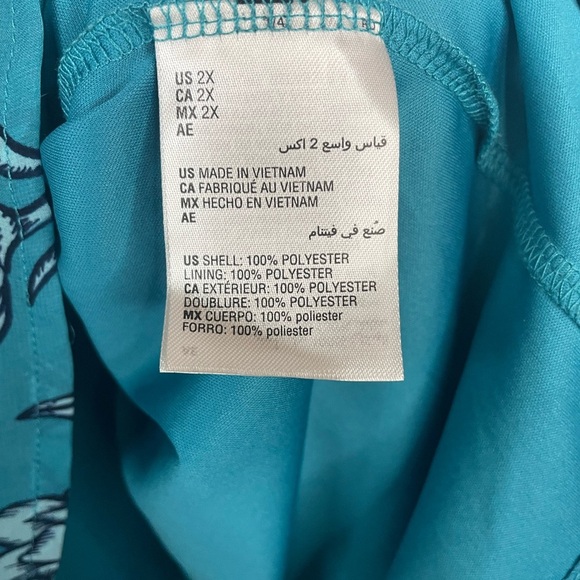 1/4
US 2X
CA 2X
MX 2X
AE
قياس واسع 2 اكس
US MADE IN VIETNAM
CA FABRIQUÉ AU VIETNAM
MX HECHO EN VIETNAM
AE
صُنع في فيتنام
US SHELL: 100% POLYESTER
LINING: 100% POLYESTER
CA EXTÉRIEUR: 100% POLYESTER
DOUBLURE: 100% POLYESTER
MX CUERPO: 100% poliester
FORRO: 100% poliester